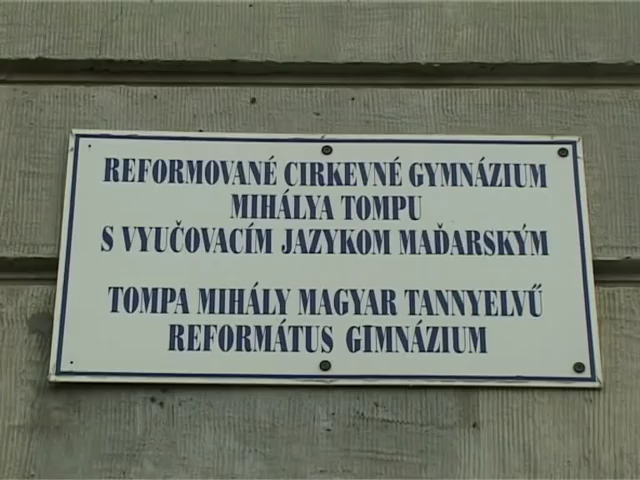 REFORMOVANÉ CIRKEVNÉ GYMNÁZIUM
MIHÁLYA TOMPU
S VYUČOVACÍM JAZYKOM MAĎARSKÝM
TOMPA MIHÁLY MAGYAR TANNYELVŰ
REFORMÁTUS GIMNÁZIUM